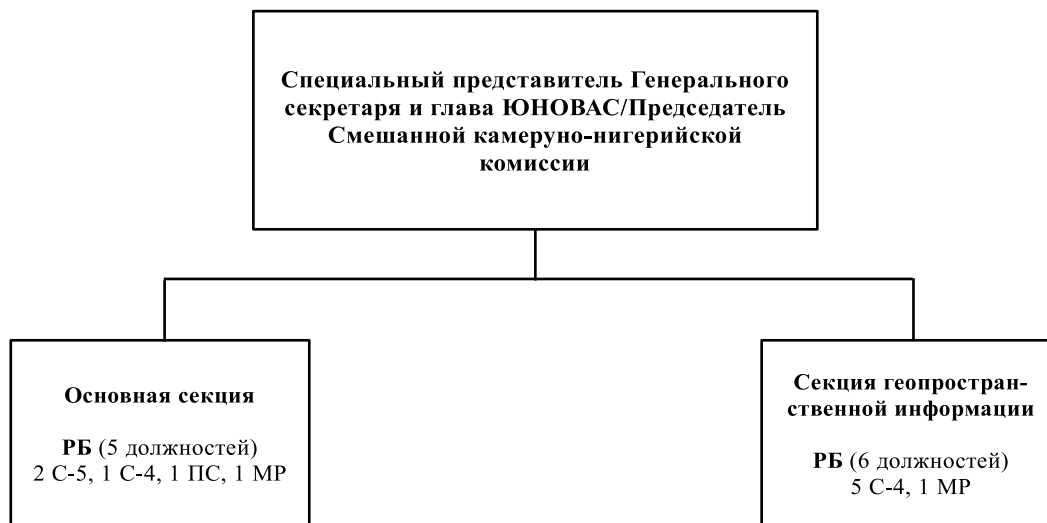 Специальный представитель Генерального
секретаря и глава ЮНОВАС/Председатель
Смешанной камеруно-нигерийской
комиссии
Основная секция
РБ (5 должностей)
2 С-5, 1 С-4, 1 ПС, 1 МР
Секция геопростран-
ственной информации
РБ (6 должностей)
5 С-4, 1 МР